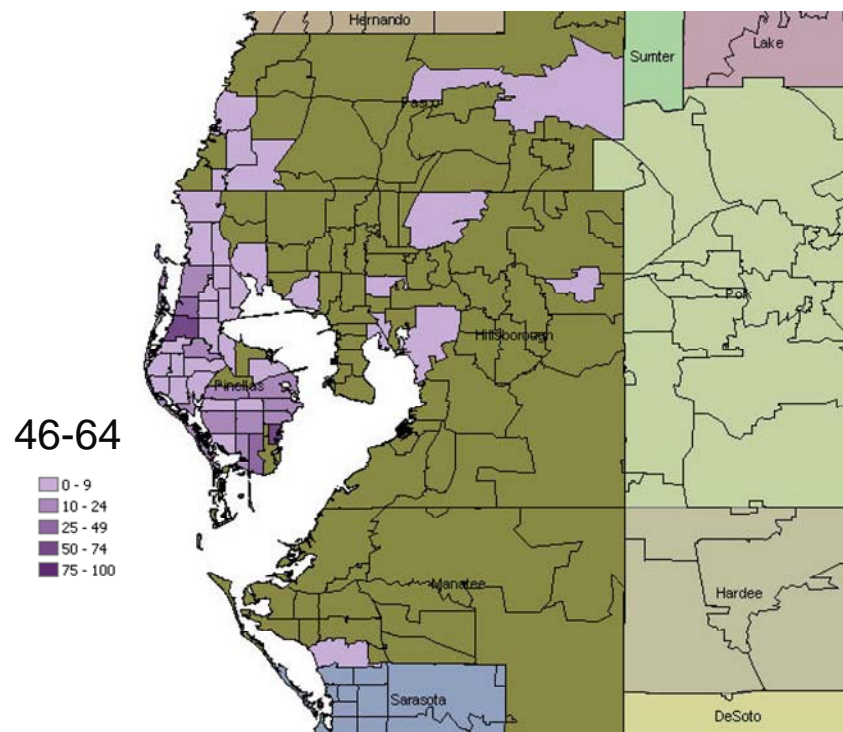 Hernando
Lake
Sumter
Pasco
Polk
Hillsborough
Pinellas
46-64
0 - 9
10 - 24
25 - 49
50 - 74
75 - 100
Manatee
Hardee
Sarasota
DeSoto